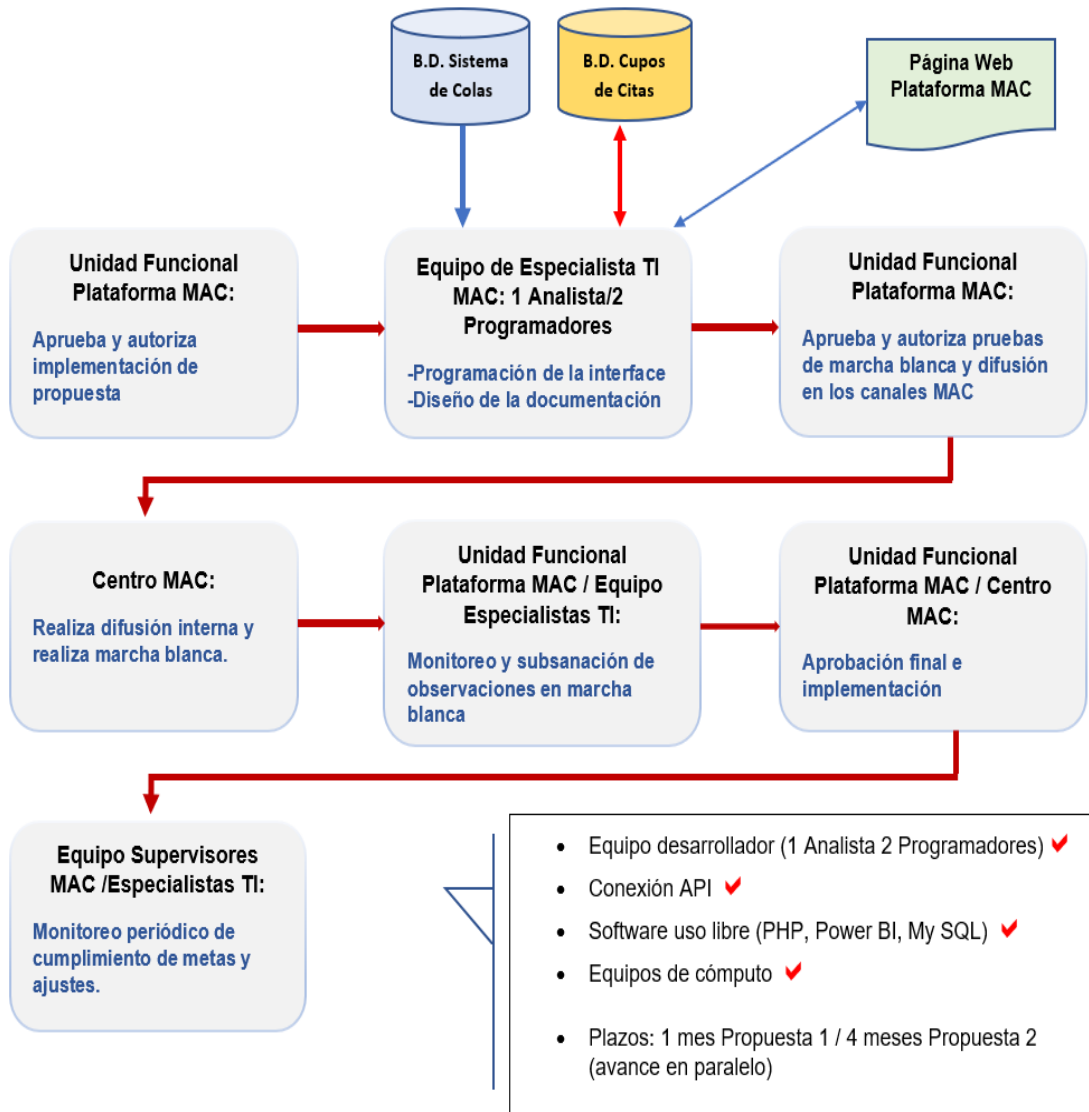 B.D. Sistema
de Colas
B.D. Cupos
de Citas
Página Web
Plataforma MAC
Unidad Funcional
Plataforma MAC:
Aprueba y autoriza
implementación de
propuesta
Equipo de Especialista TI
MAC: 1 Analista/2
Programadores
-Programación de la interface
-Diseño de la documentación
Unidad Funcional
Plataforma MAC:
Aprueba y autoriza pruebas
de marcha blanca y difusión
en los canales MAC
Centro MAC:
Realiza difusión interna y
realiza marcha blanca.
Unidad Funcional
Plataforma MAC / Equipo
Especialistas TI:
Monitoreo y subsanación de
observaciones en marcha
blanca
Unidad Funcional
Plataforma MAC / Centro
MAC:
Aprobación final e
implementación
Equipo Supervisores
MAC /Especialistas TI:
Monitoreo periódico de
cumplimiento de metas y
ajustes.
• Equipo desarrollador (1 Analista 2 Programadores) ✔
• Conexión API ✔
• Software uso libre (PHP, Power BI, My SQL) ✔
• Equipos de cómputo ✔
• Plazos: 1 mes Propuesta 1 / 4 meses Propuesta 2
(avance en paralelo)